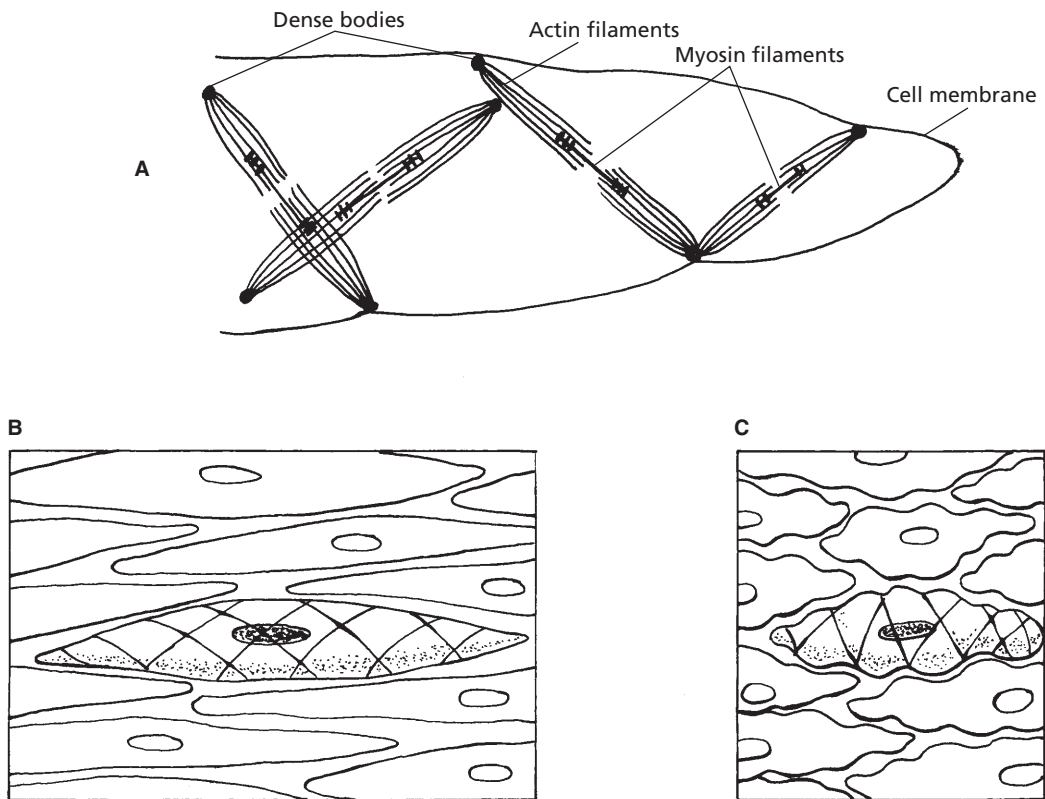 Dense bodies
Actin filaments
Myosin filaments
Cell membrane
A
B
C